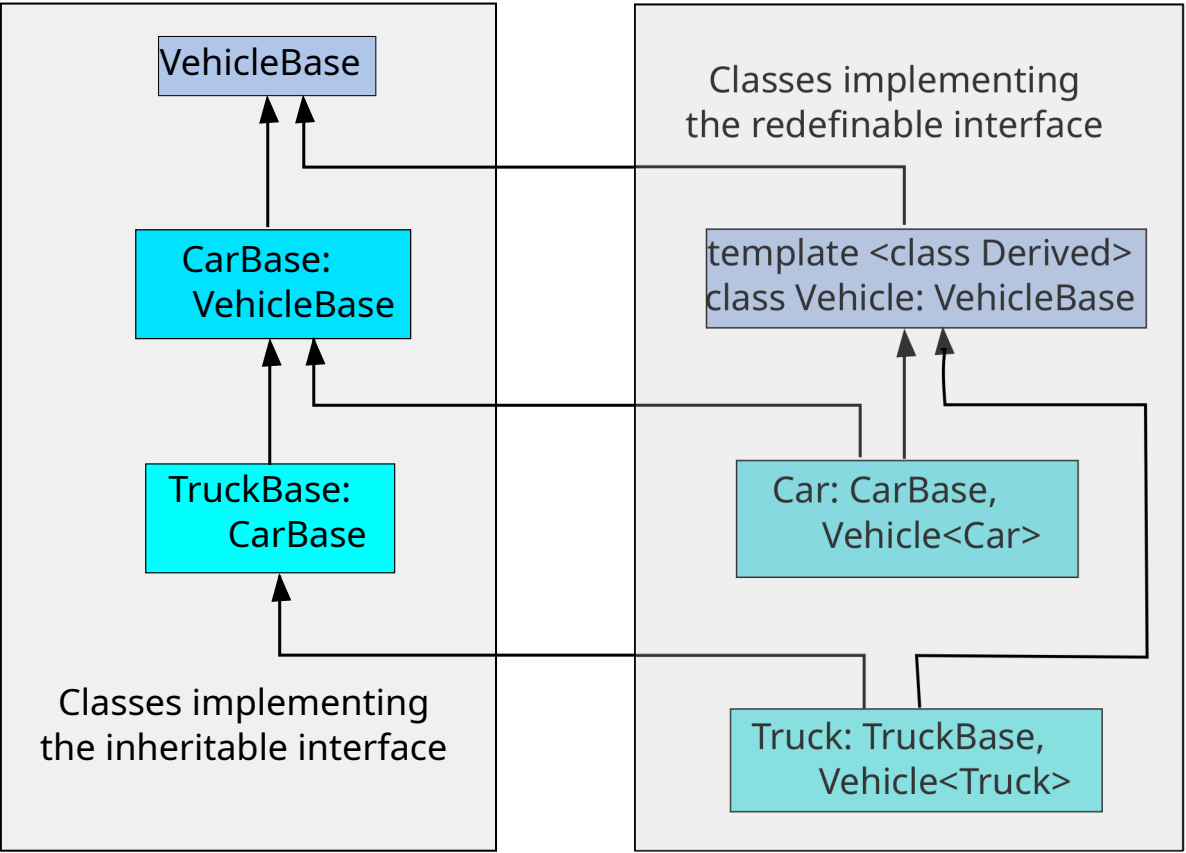 VehicleBase
CarBase:
VehicleBase
TruckBase:
CarBase
Classes implementing
the inheritable interface
Classes implementing
the redefinable interface
template <class Derived>
class Vehicle: VehicleBase
Car: CarBase,
Vehicle<Car>
Truck: TruckBase,
Vehicle<Truck>